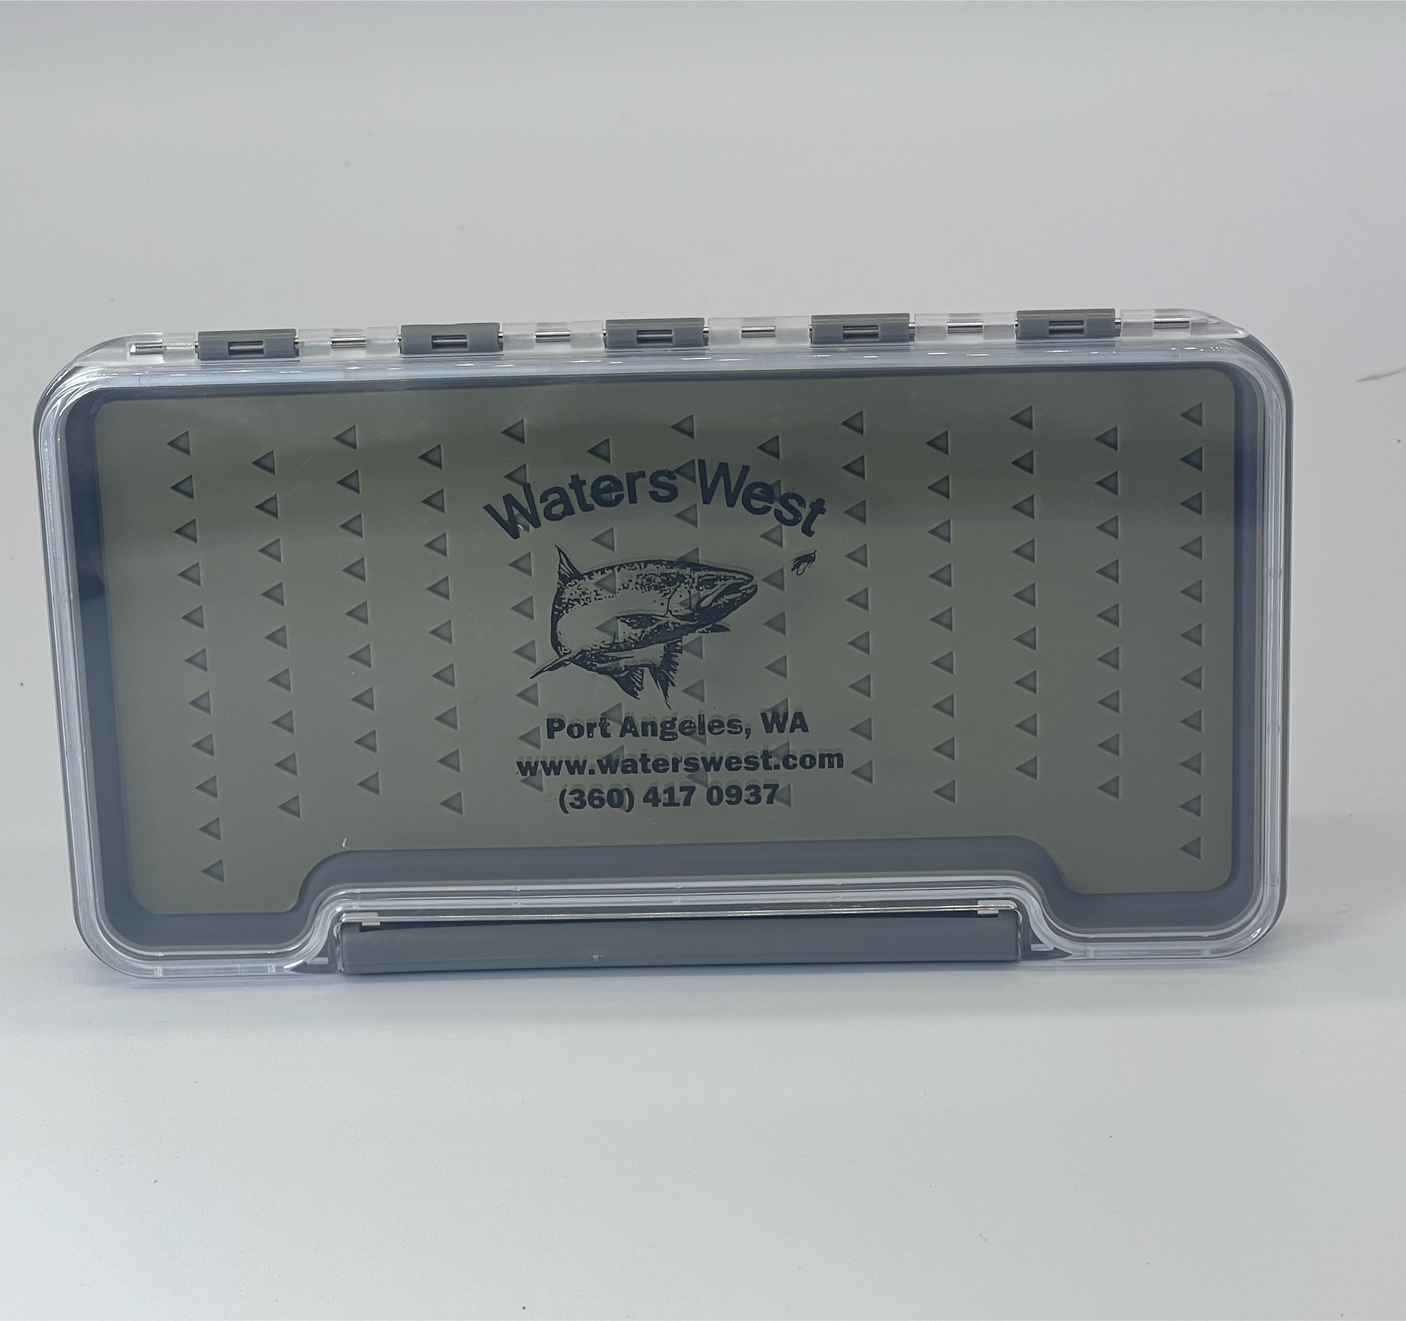 Waters West
Port Angeles, WA
www.waterswest.com
(360) 417 0937